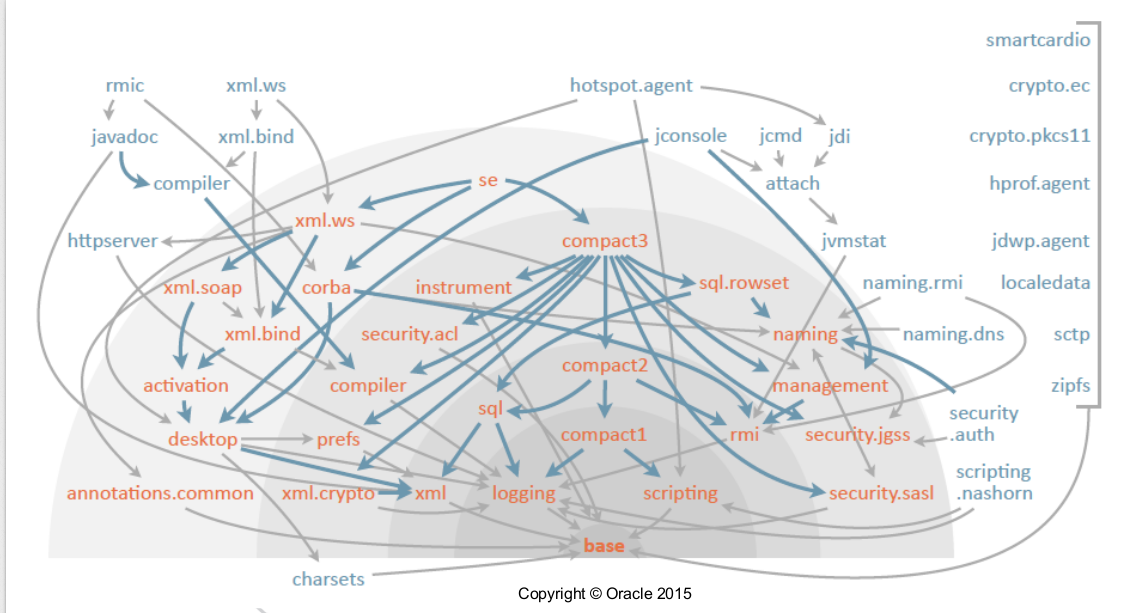 smartcardio
rmic
xml.ws
hotspot.agent
crypto.ec
javadoc
xml.bind
jconsole
jcmd
jdi
crypto.pkcs11
compiler
se
attach
hprof.agent
xml.ws
httpserver
compact3
jvmstat
jdwp.agent
xml.soap
corba
instrument
sql.rowset
naming.rmi
localedata
xml.bind
security.acl
naming
naming.dns
sctp
compact2
activation
compiler
management
zipfs
sql
security
.auth
desktop
prefs
compact1
rmi
security.jgss
scripting
.nashorn
annotations.common
xml.crypto
xml
logging
scripting
security.sasl
base
charsets
Copyright © Oracle 2015